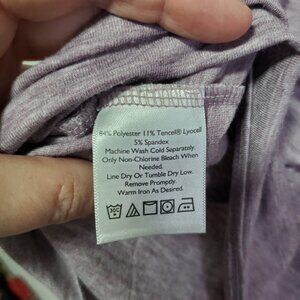 84% Polyester 11% Tencel® Lyocell
5% Spandex
Machine Wash Cold Separately.
Only Non-Chlorine Bleach When
Needed.
Line Dry Or Tumble Dry Low.
Remove Promptly.
Warm Iron As Desired.